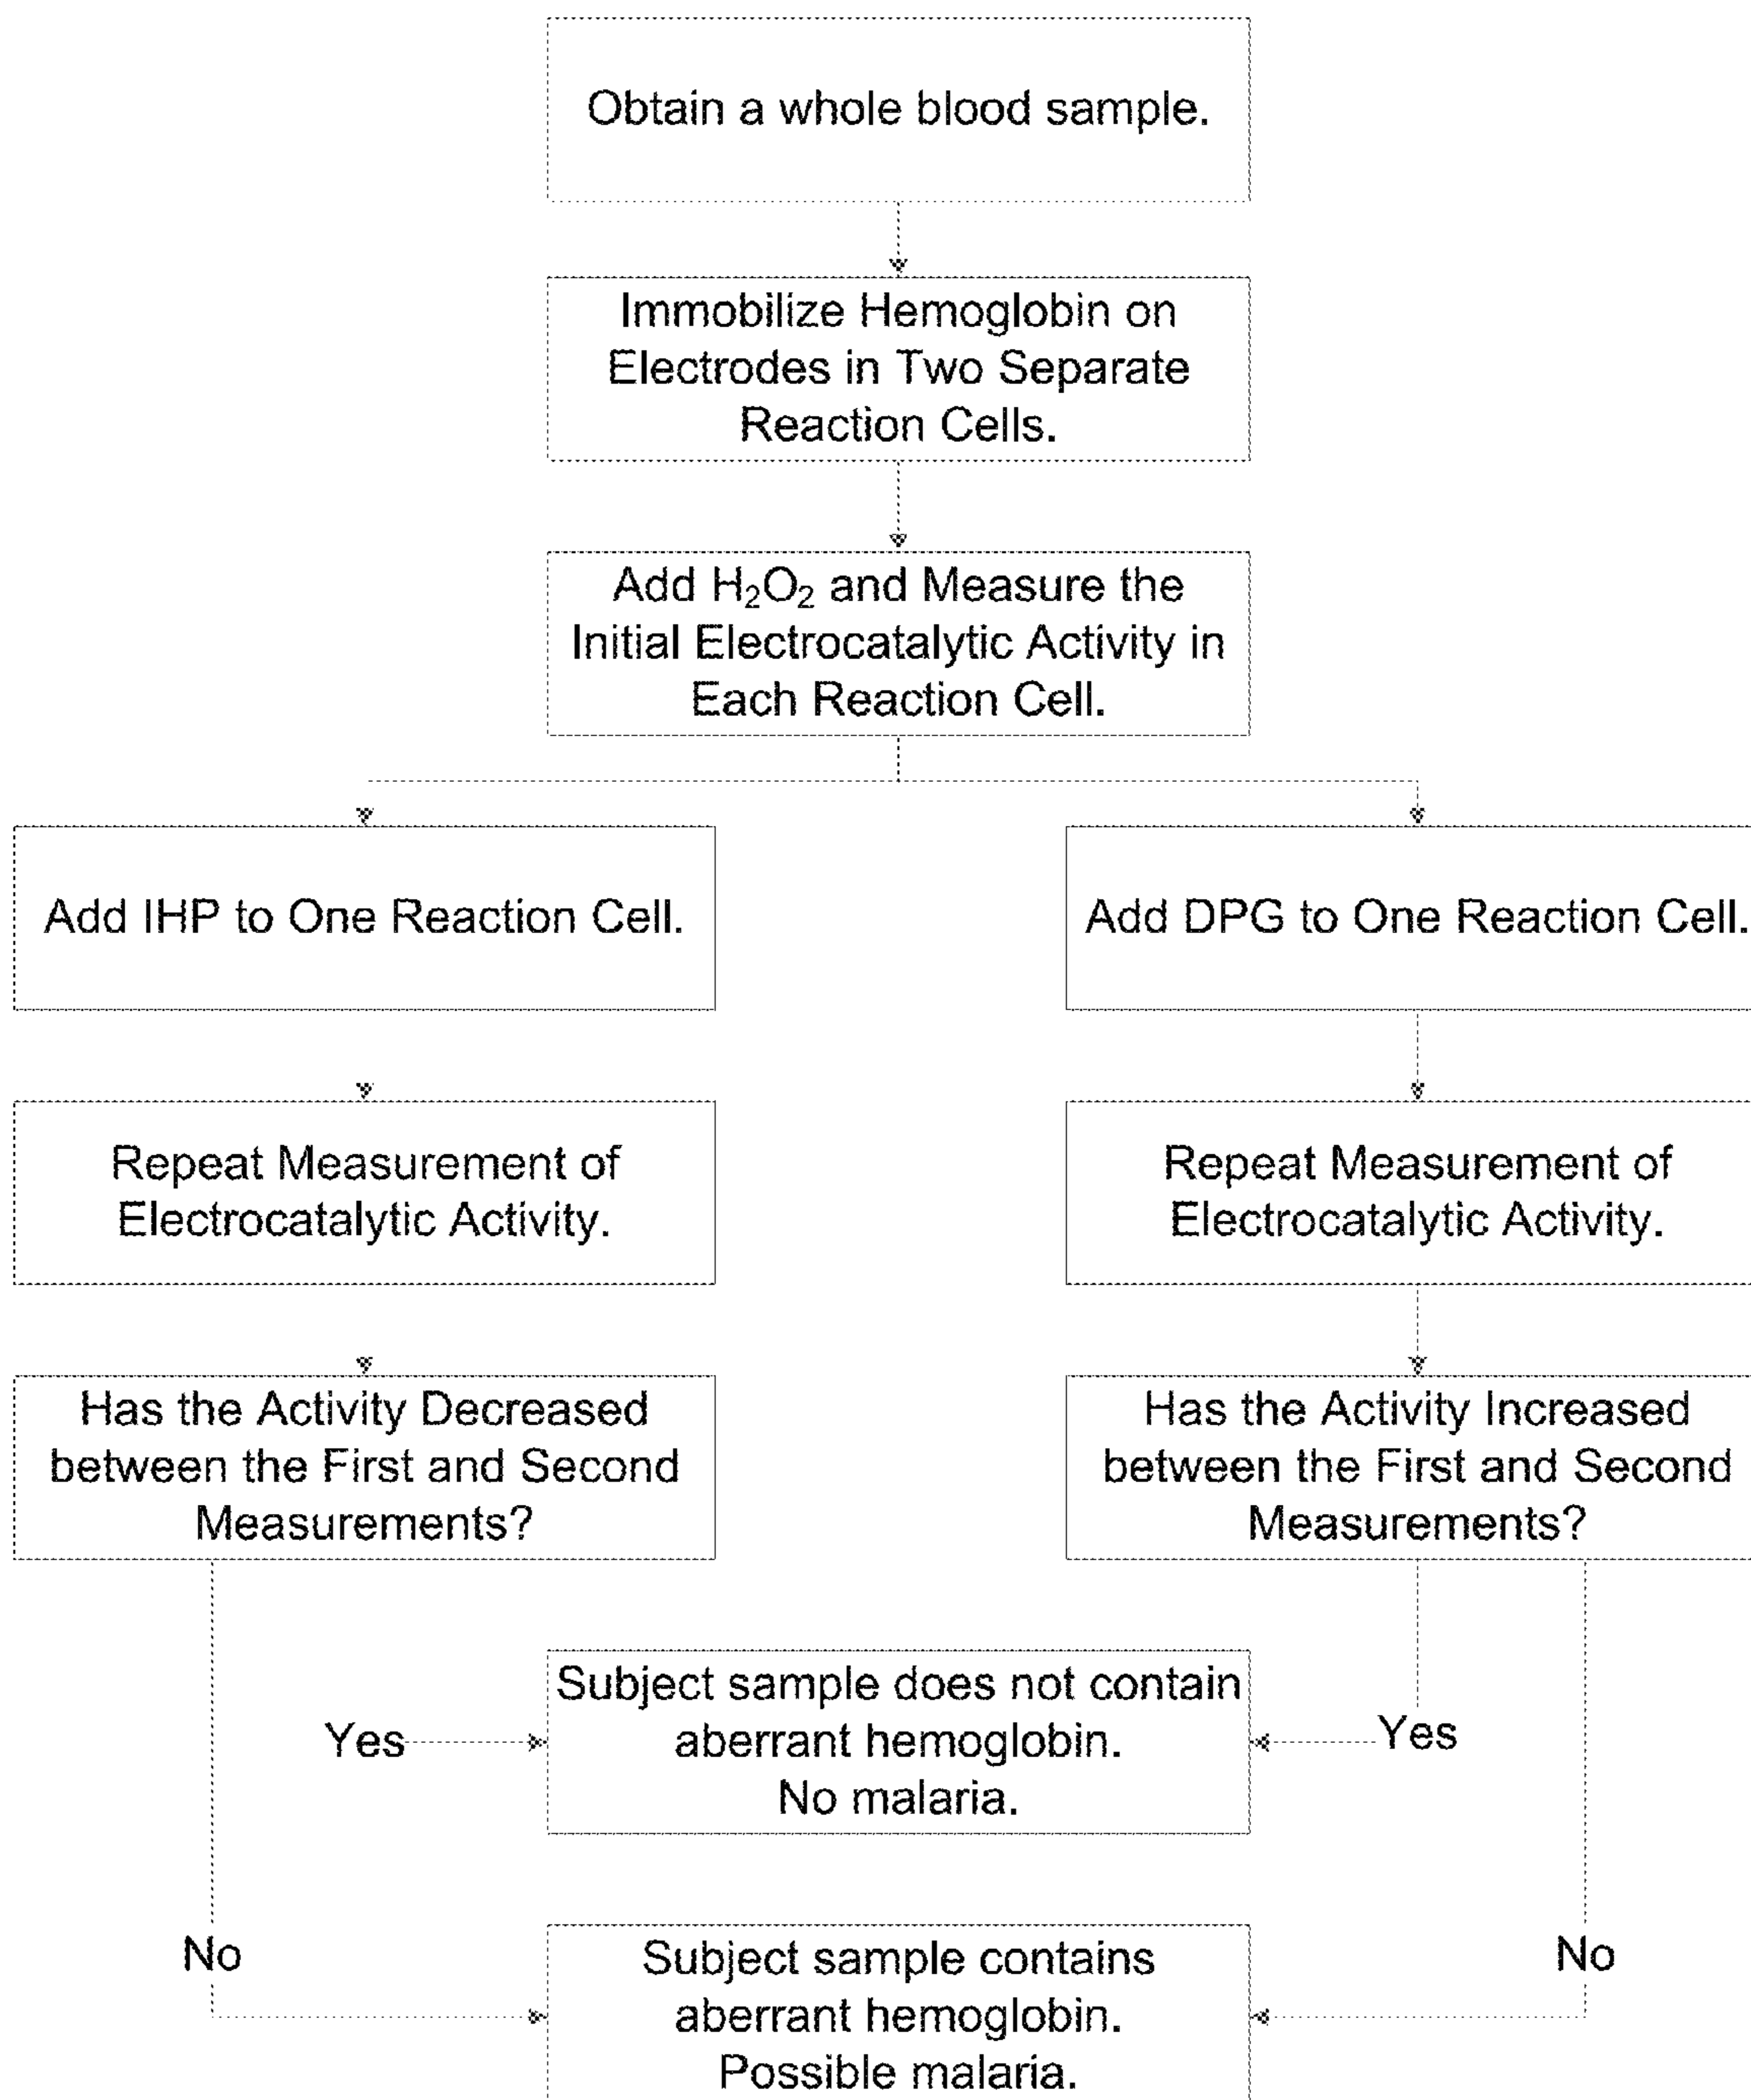 Obtain a whole blood sample.
Immobilize Hemoglobin on
Electrodes in Two Separate
Reaction Cells.
Add H₂O₂ and Measure the
Initial Electrocatalytic Activity in
Each Reaction Cell.
Add IHP to One Reaction Cell.
Add DPG to One Reaction Cell.
Repeat Measurement of
Electrocatalytic Activity.
Repeat Measurement of
Electrocatalytic Activity.
Has the Activity Decreased
between the First and Second
Measurements?
Has the Activity Increased
between the First and Second
Measurements?
Yes
Subject sample does not contain
aberrant hemoglobin.
No malaria.
Yes
No
Subject sample contains
aberrant hemoglobin.
Possible malaria.
No